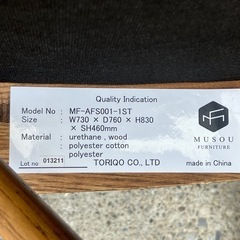 Quality Indication
Model No : MF-AFS001-1ST
Size : W730 × D760 × H830
× SH460mm
Material : urethane , wood
polyester cotton
polyester
Lot no 013211
TORIQO CO., LTD
MUSOU
FURNITURE
made in China